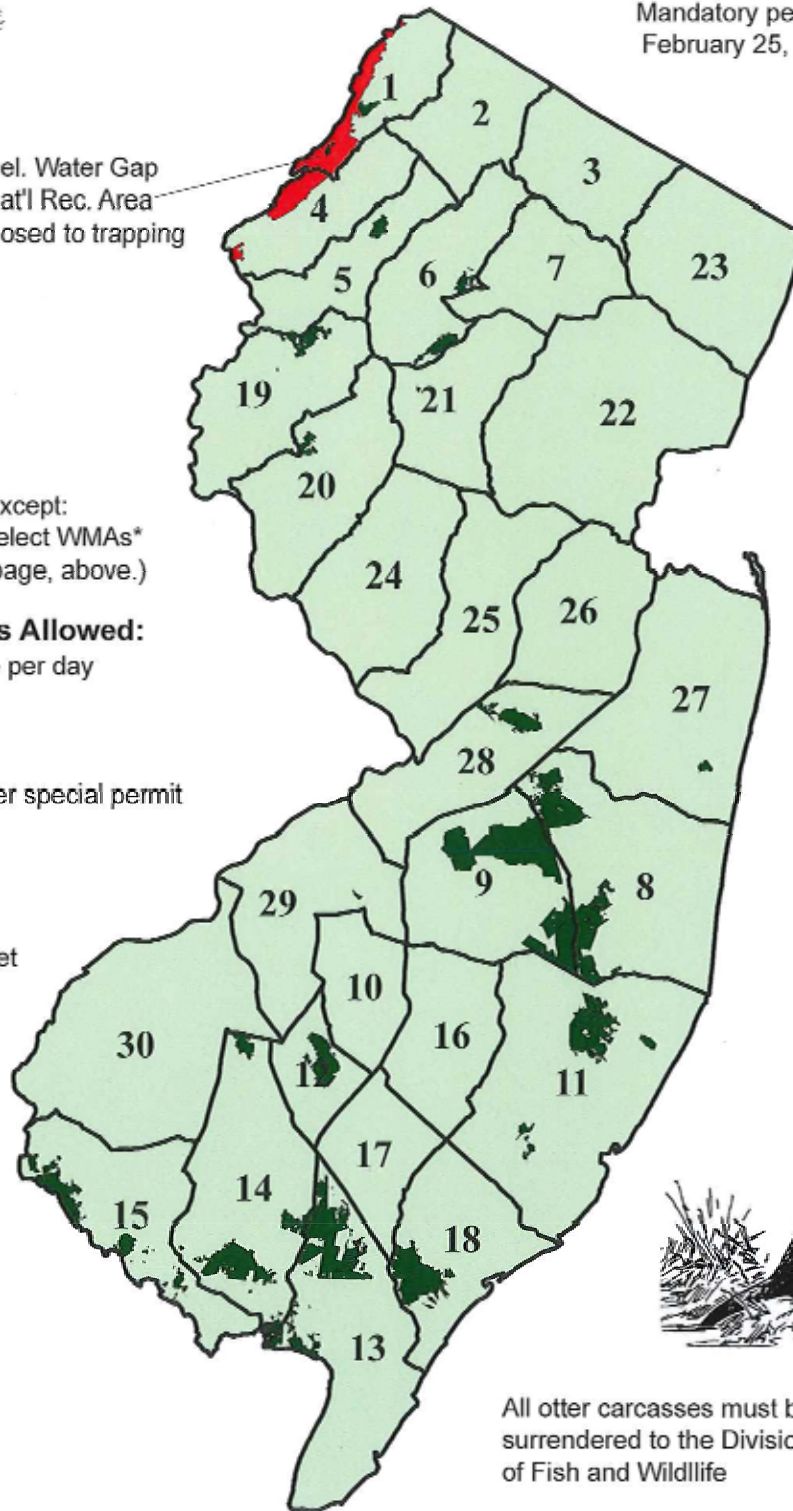 Mandatory pe
February 25,
1
2
el. Water Gap
at'l Rec. Area
osed to trapping
3
4
23
5
6
7
19
21
22
20
xcept:
elect WMAs*
page, above.)
24
25
26
s Allowed:
per day
27
28
er special permit
9
8
29
et
10
16
30
12
11
17
14
15
18
13
All otter carcasses must b
surrendered to the Divisio
of Fish and Wildllife